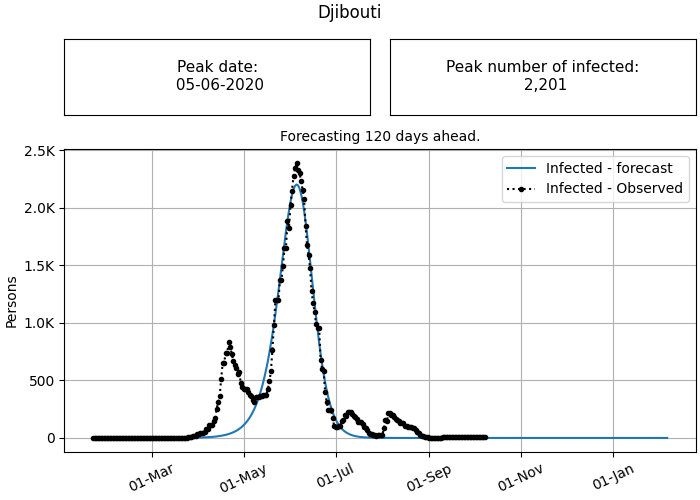 Djibouti
Peak date:
05-06-2020
Peak number of infected:
2,201
Forecasting 120 days ahead.
2.5K
2.0K
1.5K
1.0K
500
0
Persons
Infected - forecast
Infected - Observed
01-Mar
01-May
01-Jul
01-Sep
01-Nov
01-Jan